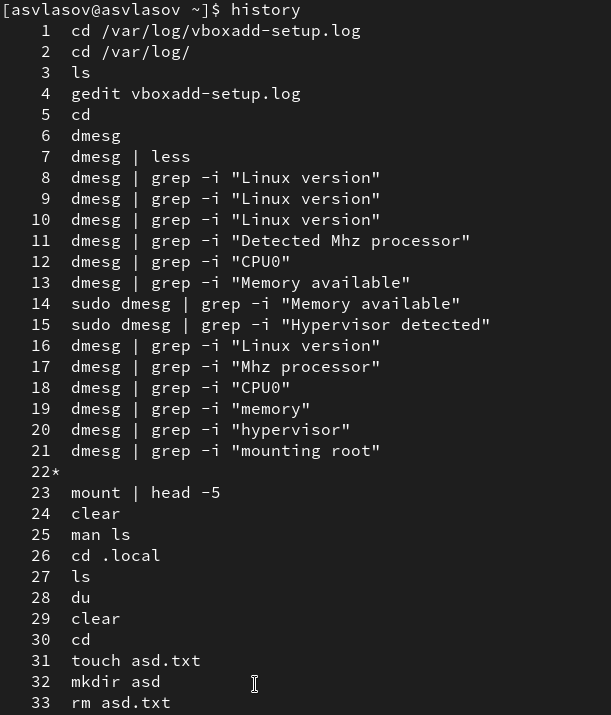 [asvlasov@asvlasov ~]$ history
    1  cd /var/log/vboxadd-setup.log
    2  cd /var/log/
    3  ls
    4  gedit vboxadd-setup.log
    5  cd
    6  dmesg
    7  dmesg | less
    8  dmesg | grep -i "Linux version"
    9  dmesg | grep -i "Linux version"
   10  dmesg | grep -i "Linux version"
   11  dmesg | grep -i "Detected Mhz processor"
   12  dmesg | grep -i "CPU0"
   13  dmesg | grep -i "Memory available"
   14  sudo dmesg | grep -i "Memory available"
   15  sudo dmesg | grep -i "Hypervisor detected"
   16  dmesg | grep -i "Linux version"
   17  dmesg | grep -i "Mhz processor"
   18  dmesg | grep -i "CPU0"
   19  dmesg | grep -i "memory"
   20  dmesg | grep -i "hypervisor"
   21  dmesg | grep -i "mounting root"
   22*
   23  mount | head -5
   24  clear
   25  man ls
   26  cd .local
   27  ls
   28  du
   29  clear
   30  cd
   31  touch asd.txt
   32  mkdir asd
   33  rm asd.txt